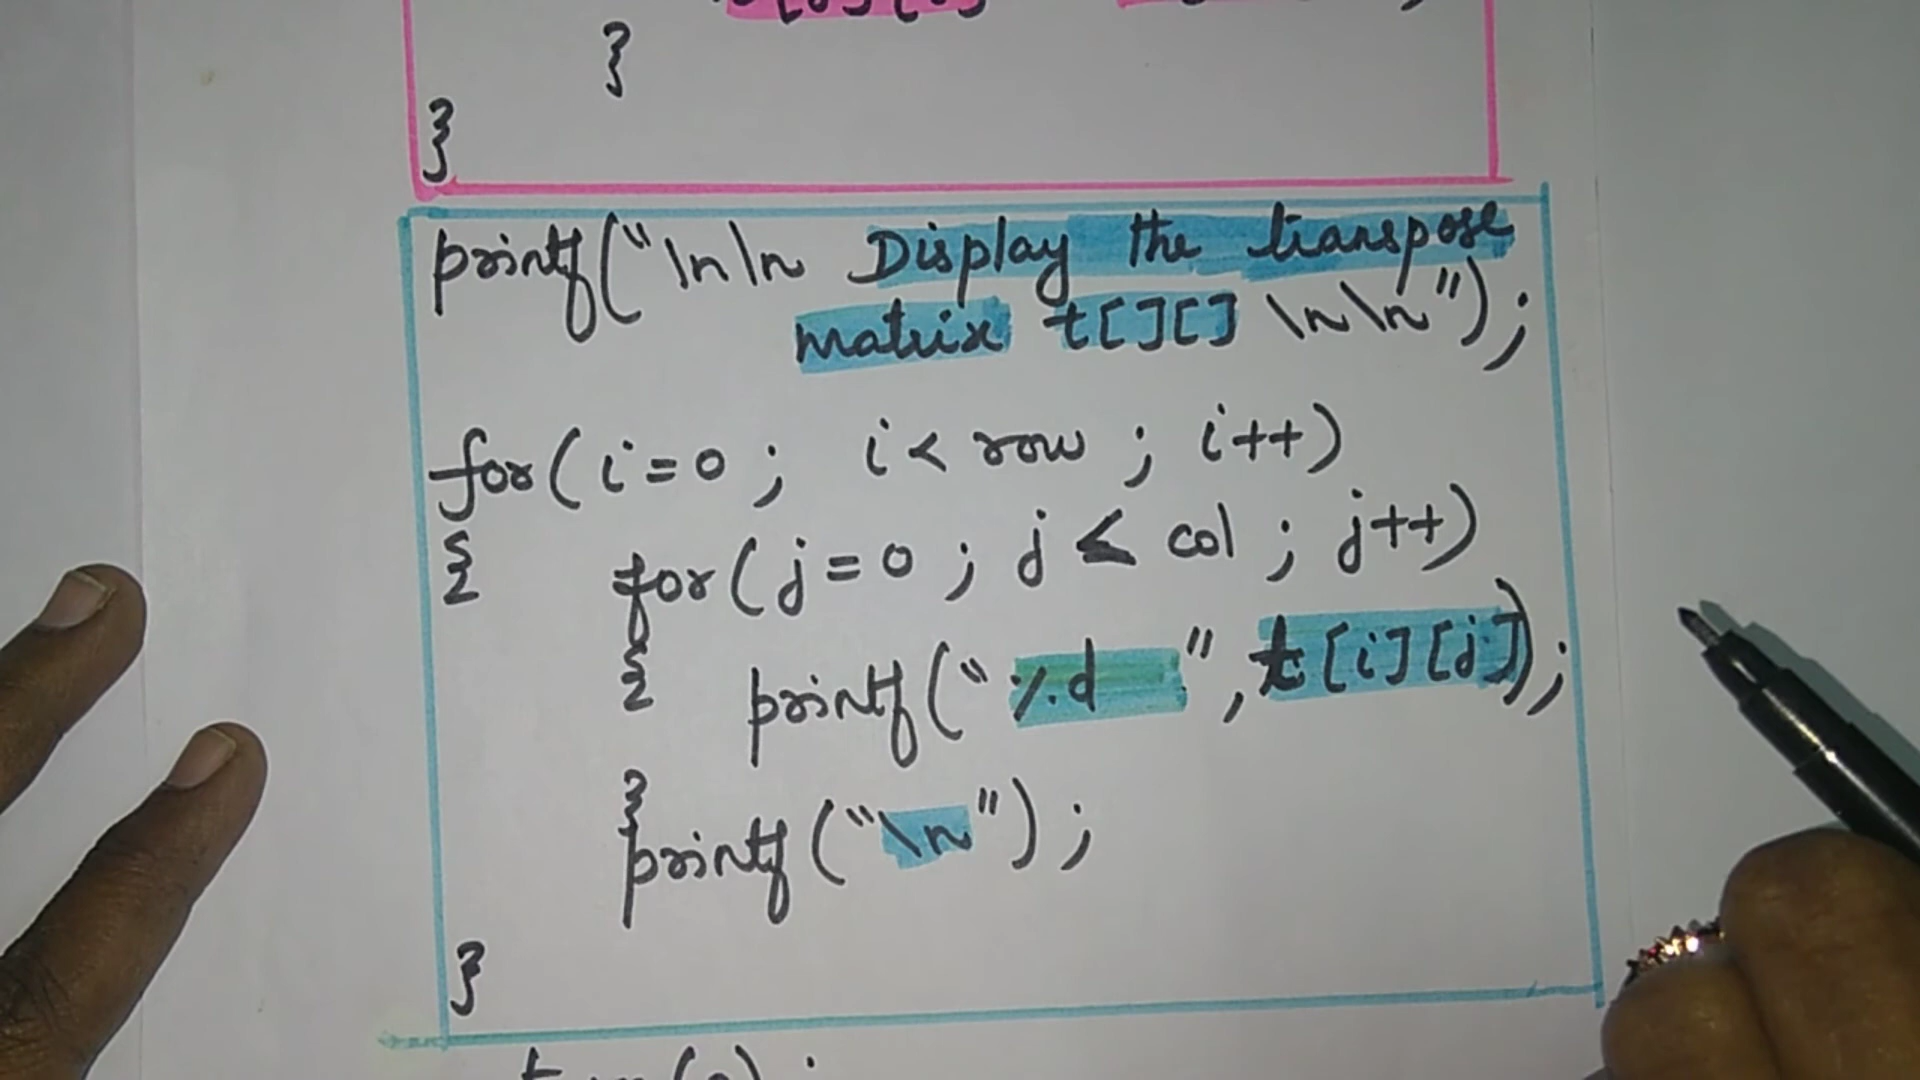 }
}
printf("\n\n Display the transpose
matrix t[][] \n\n");
for(i=0; i< row; i++)
{ for(j=0; j< col; j++)
{ printf("%d ", t[i][j]);
}
printf("\n");
}